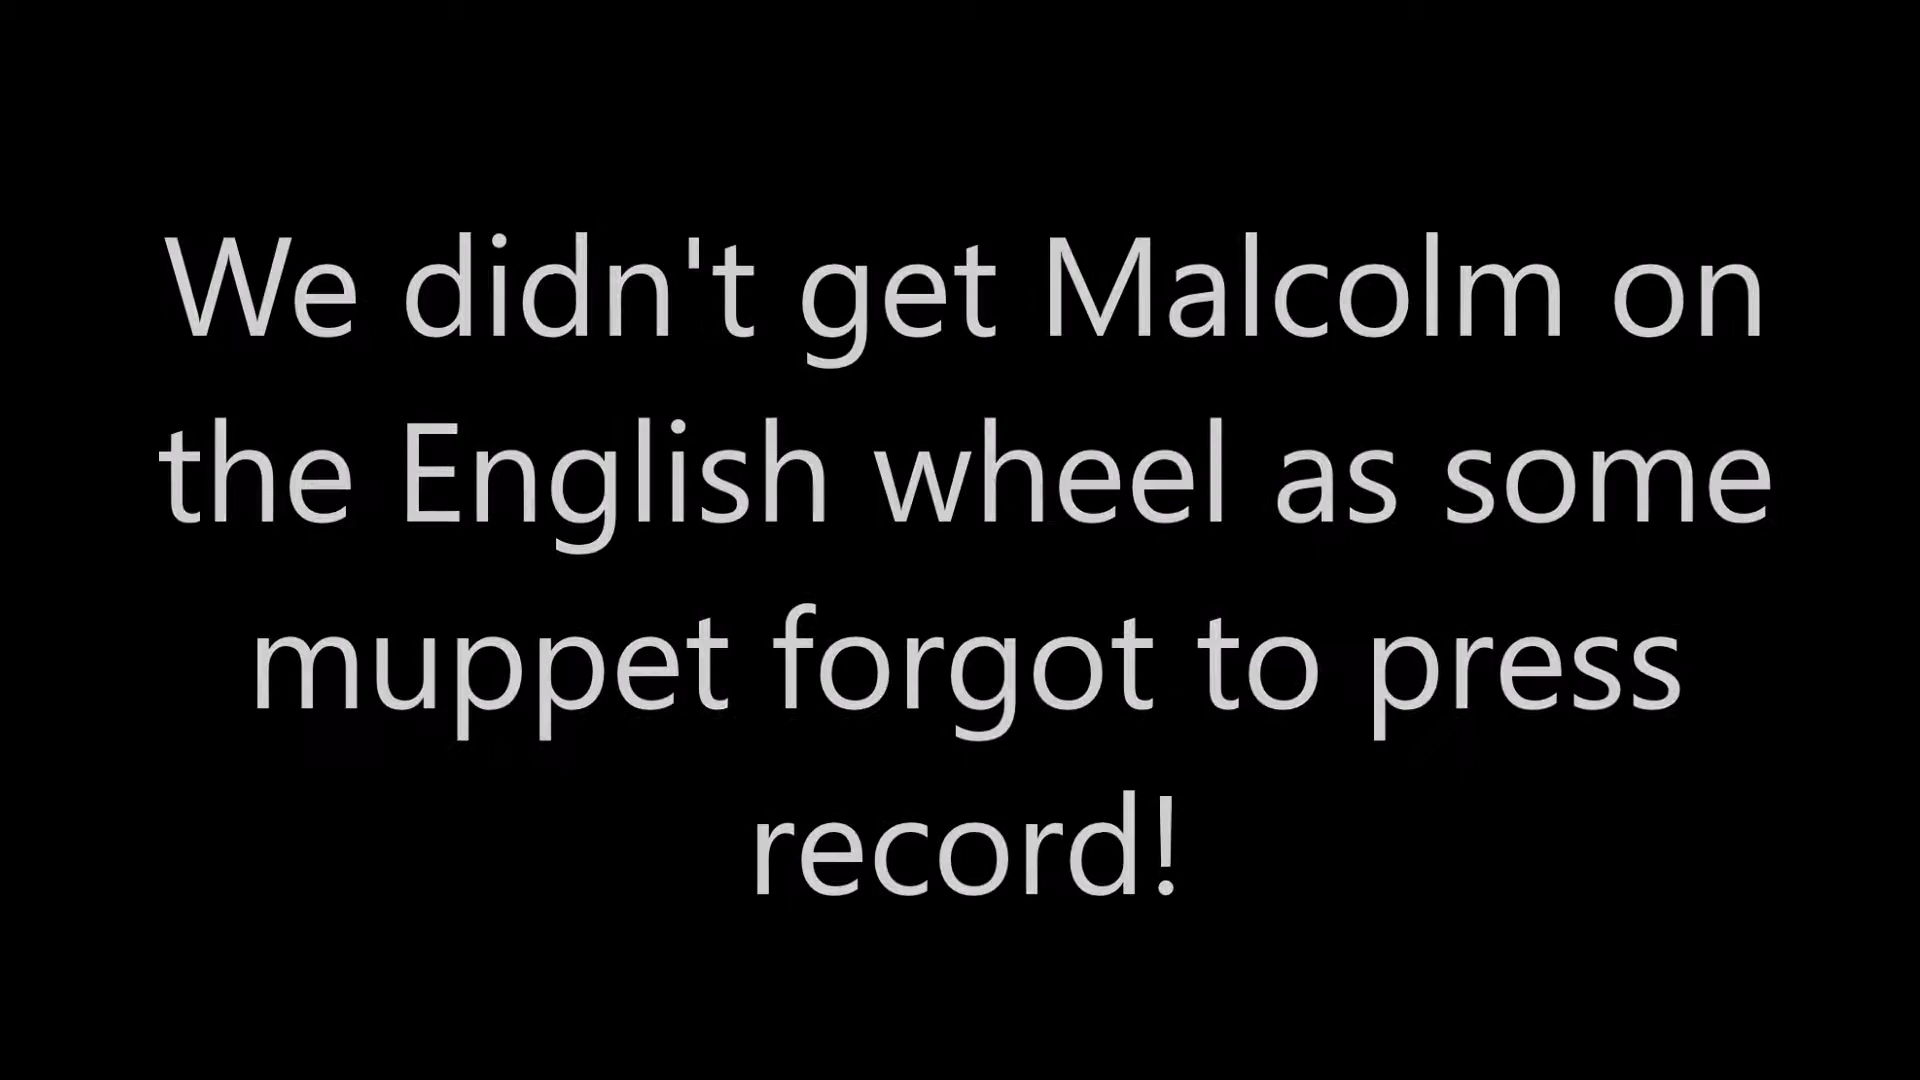 We didn't get Malcolm on
the English wheel as some
muppet forgot to press
record!